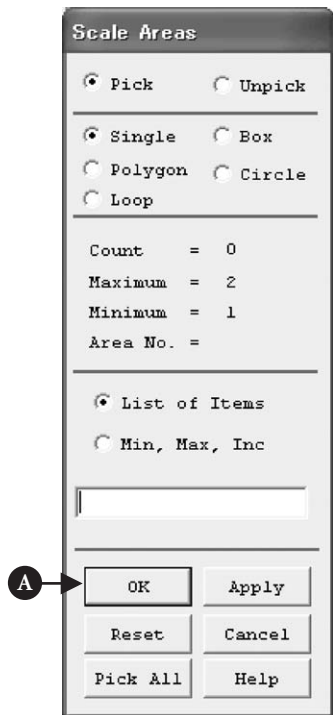 Scale Areas
Pick Unpick
Single Box
Polygon Circle
Loop
Count = 0
Maximum = 2
Minimum = 1
Area No. =
List of Items
Min, Max, Inc
A OK Apply
Reset Cancel
Pick All Help